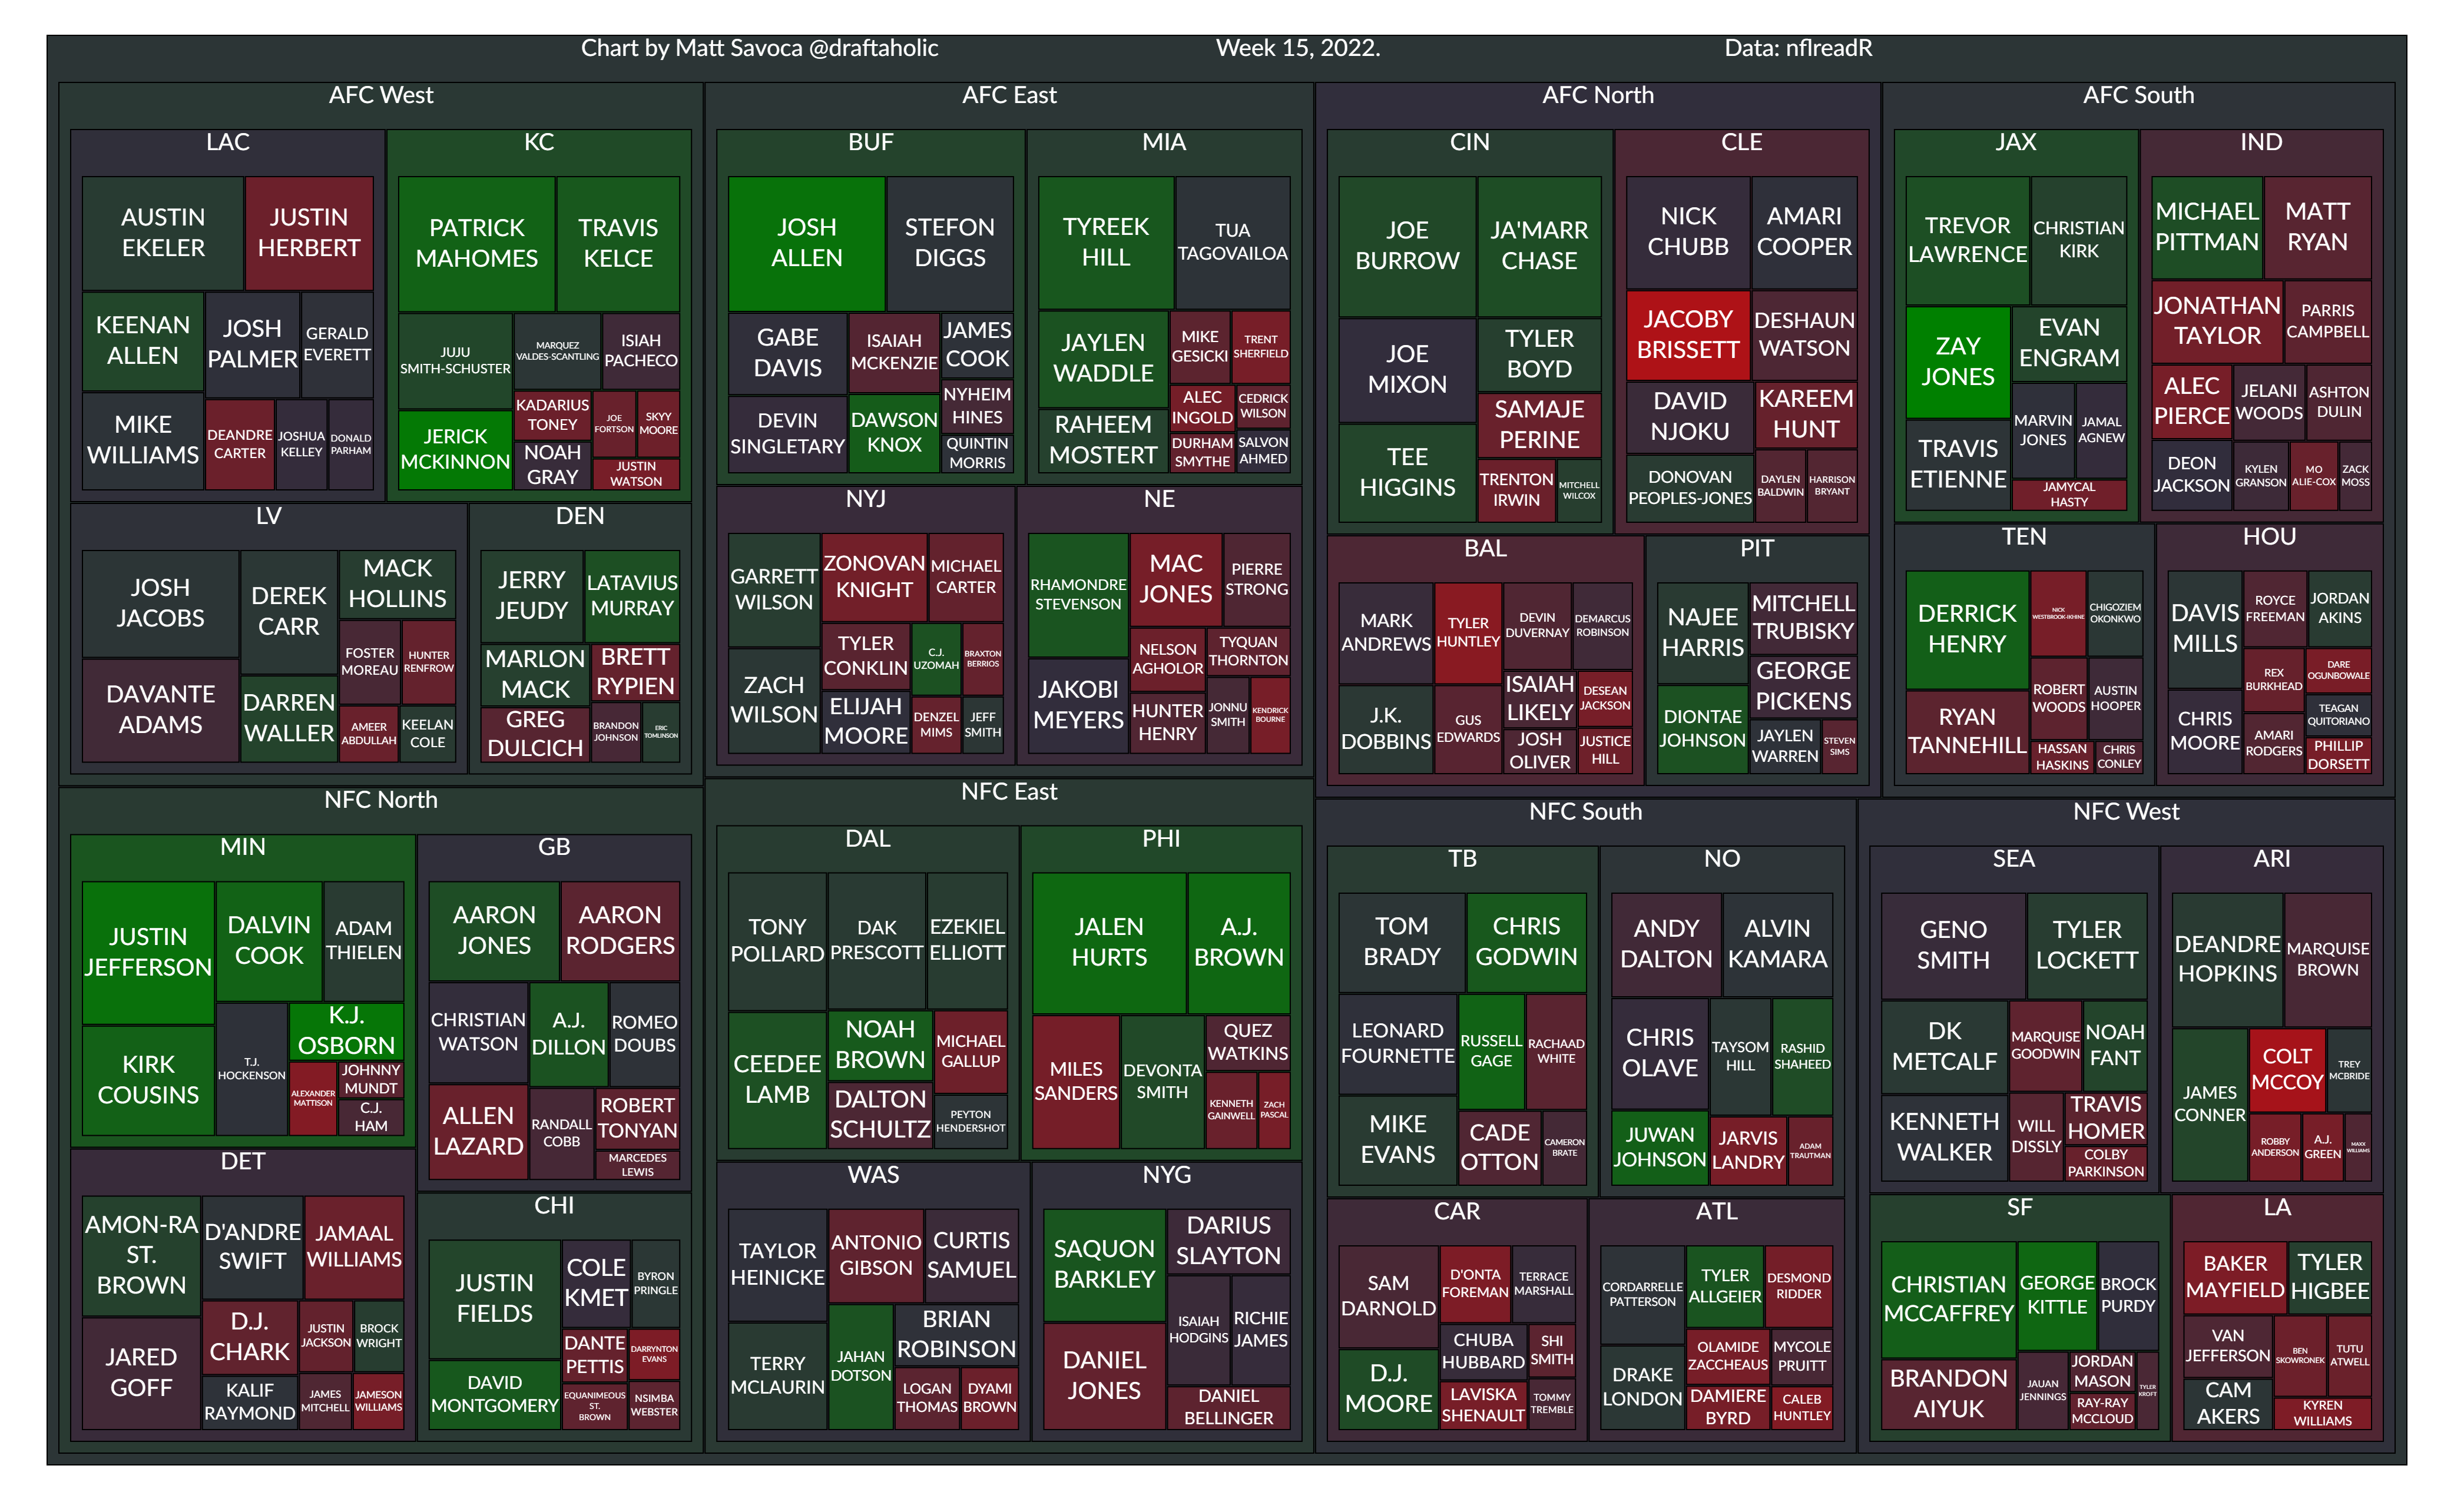 Chart by Matt Savoca @draftaholic
Week 15, 2022.
Data: nflreadR
AFC West
LAC
AUSTIN
EKELER
JUSTIN
HERBERT
KEENAN
ALLEN
JOSH
PALMER
GERALD
EVERETT
MIKE
WILLIAMS
DEANDRE
CARTER
JOSHUA
KELLEY
DONALD
PARHAM
KC
PATRICK
MAHOMES
TRAVIS
KELCE
JUJU
SMITH-SCHUSTER
MARQUEZ
VALDES-SCANTLING
ISIAH
PACHECO
JERICK
MCKINNON
KADARIUS
TONEY
JOE
FORTSON
SKYY
MOORE
NOAH
GRAY
JUSTIN
WATSON
LV
JOSH
JACOBS
DEREK
CARR
MACK
HOLLINS
FOSTER
MOREAU
HUNTER
RENFROW
DAVANTE
ADAMS
DARREN
WALLER
AMEER
ABDULLAH
KEELAN
COLE
DEN
JERRY
JEUDY
LATAVIUS
MURRAY
MARLON
MACK
BRETT
RYPIEN
GREG
DULCICH
BRANDON
JOHNSON
ERIC
TOMLINSON
AFC East
BUF
JOSH
ALLEN
STEFON
DIGGS
GABE
DAVIS
ISAIAH
MCKENZIE
JAMES
COOK
NYHEIM
HINES
DEVIN
SINGLETARY
DAWSON
KNOX
QUINTIN
MORRIS
MIA
TYREEK
HILL
TUA
TAGOVAILOA
JAYLEN
WADDLE
MIKE
GESICKI
TRENT
SHERFIELD
ALEC
INGOLD
CEDRICK
WILSON
RAHEEM
MOSTERT
DURHAM
SMYTHE
SALVON
AHMED
NYJ
GARRETT
WILSON
ZONOVAN
KNIGHT
MICHAEL
CARTER
TYLER
CONKLIN
C.J.
UZOMAH
BRAXTON
BERRIOS
ZACH
WILSON
ELIJAH
MOORE
DENZEL
MIMS
JEFF
SMITH
NE
RHAMONDRE
STEVENSON
MAC
JONES
PIERRE
STRONG
NELSON
AGHOLOR
TYQUAN
THORNTON
JAKOBI
MEYERS
HUNTER
HENRY
JONNU
SMITH
KENDRICK
BOURNE
AFC North
CIN
JOE
BURROW
JA'MARR
CHASE
JOE
MIXON
TYLER
BOYD
SAMAJE
PERINE
TEE
HIGGINS
TRENTON
IRWIN
MITCHELL
WILCOX
CLE
NICK
CHUBB
AMARI
COOPER
JACOBY
BRISSETT
DESHAUN
WATSON
DAVID
NJOKU
KAREEM
HUNT
DONOVAN
PEOPLES-JONES
DAYLEN
BALDWIN
HARRISON
BRYANT
BAL
MARK
ANDREWS
TYLER
HUNTLEY
DEVIN
DUVERNAY
DEMARCUS
ROBINSON
J.K.
DOBBINS
GUS
EDWARDS
ISAIAH
LIKELY
DESEAN
JACKSON
JOSH
OLIVER
JUSTICE
HILL
PIT
NAJEE
HARRIS
MITCHELL
TRUBISKY
GEORGE
PICKENS
DIONTAE
JOHNSON
JAYLEN
WARREN
STEVEN
SIMS
AFC South
JAX
TREVOR
LAWRENCE
CHRISTIAN
KIRK
ZAY
JONES
EVAN
ENGRAM
TRAVIS
ETIENNE
MARVIN
JONES
JAMAL
AGNEW
JAMYCAL
HASTY
IND
MICHAEL
PITTMAN
MATT
RYAN
JONATHAN
TAYLOR
PARRIS
CAMPBELL
ALEC
PIERCE
JELANI
WOODS
ASHTON
DULIN
DEON
JACKSON
KYLEN
GRANSON
MO
ALIE-COX
ZACK
MOSS
TEN
DERRICK
HENRY
NICK
WESTBROOK-IKHINE
CHIGOZIEM
OKONKWO
RYAN
TANNEHILL
ROBERT
WOODS
AUSTIN
HOOPER
HASSAN
HASKINS
CHRIS
CONLEY
HOU
DAVIS
MILLS
ROYCE
FREEMAN
JORDAN
AKINS
REX
BURKHEAD
DARE
OGUNBOWALE
CHRIS
MOORE
TEAGAN
QUITORIANO
AMARI
RODGERS
PHILLIP
DORSETT
NFC North
MIN
JUSTIN
JEFFERSON
DALVIN
COOK
ADAM
THIELEN
KIRK
COUSINS
T.J.
HOCKENSON
K.J.
OSBORN
ALEXANDER
MATTISON
JOHNNY
MUNDT
C.J.
HAM
GB
AARON
JONES
AARON
RODGERS
CHRISTIAN
WATSON
A.J.
DILLON
ROMEO
DOUBS
ALLEN
LAZARD
RANDALL
COBB
ROBERT
TONYAN
MARCEDES
LEWIS
DET
AMON-RA
ST.
BROWN
D'ANDRE
SWIFT
JAMAAL
WILLIAMS
JARED
GOFF
D.J.
CHARK
JUSTIN
JACKSON
BROCK
WRIGHT
KALIF
RAYMOND
JAMES
MITCHELL
JAMESON
WILLIAMS
CHI
JUSTIN
FIELDS
COLE
KMET
BYRON
PRINGLE
DAVID
MONTGOMERY
DANTE
PETTIS
DARRYNTON
EVANS
EQUANIMEOUS
ST.
BROWN
NSIMBA
WEBSTER
NFC East
DAL
TONY
POLLARD
DAK
PRESCOTT
EZEKIEL
ELLIOTT
CEEDEE
LAMB
NOAH
BROWN
MICHAEL
GALLUP
DALTON
SCHULTZ
PEYTON
HENDERSHOT
PHI
JALEN
HURTS
A.J.
BROWN
MILES
SANDERS
DEVONTA
SMITH
QUEZ
WATKINS
KENNETH
GAINWELL
ZACH
PASCAL
WAS
TAYLOR
HEINICKE
ANTONIO
GIBSON
CURTIS
SAMUEL
TERRY
MCLAURIN
JAHAN
DOTSON
BRIAN
ROBINSON
LOGAN
THOMAS
DYAMI
BROWN
NYG
SAQUON
BARKLEY
DARIUS
SLAYTON
DANIEL
JONES
ISAIAH
HODGINS
RICHIE
JAMES
DANIEL
BELLINGER
NFC South
TB
TOM
BRADY
CHRIS
GODWIN
LEONARD
FOURNETTE
RUSSELL
GAGE
RACHAAD
WHITE
MIKE
EVANS
CADE
OTTON
CAMERON
BRATE
NO
ANDY
DALTON
ALVIN
KAMARA
CHRIS
OLAVE
TAYSOM
HILL
RASHID
SHAHEED
JUWAN
JOHNSON
JARVIS
LANDRY
ADAM
TRAUTMAN
CAR
SAM
DARNOLD
D'ONTA
FOREMAN
TERRACE
MARSHALL
D.J.
MOORE
CHUBA
HUBBARD
SHI
SMITH
LAVISKA
SHENAULT
TOMMY
TREMBLE
ATL
CORDARRELLE
PATTERSON
TYLER
ALLGEIER
DESMOND
RIDDER
DRAKE
LONDON
OLAMIDE
ZACCHEAUS
MYCOLE
PRUITT
DAMIERE
BYRD
CALEB
HUNTLEY
NFC West
SEA
GENO
SMITH
TYLER
LOCKETT
DK
METCALF
MARQUISE
GOODWIN
NOAH
FANT
KENNETH
WALKER
WILL
DISSLY
TRAVIS
HOMER
COLBY
PARKINSON
ARI
DEANDRE
HOPKINS
MARQUISE
BROWN
JAMES
CONNER
COLT
MCCOY
TREY
MCBRIDE
ROBBY
ANDERSON
A.J.
GREEN
MAXX
WILLIAMS
SF
CHRISTIAN
MCCAFFREY
GEORGE
KITTLE
BROCK
PURDY
BRANDON
AIYUK
JAUAN
JENNINGS
JORDAN
MASON
RAY-RAY
MCCLOUD
TYLER
KROFT
LA
BAKER
MAYFIELD
TYLER
HIGBEE
VAN
JEFFERSON
BEN
SKOWRONEK
TUTU
ATWELL
CAM
AKERS
KYREN
WILLIAMS